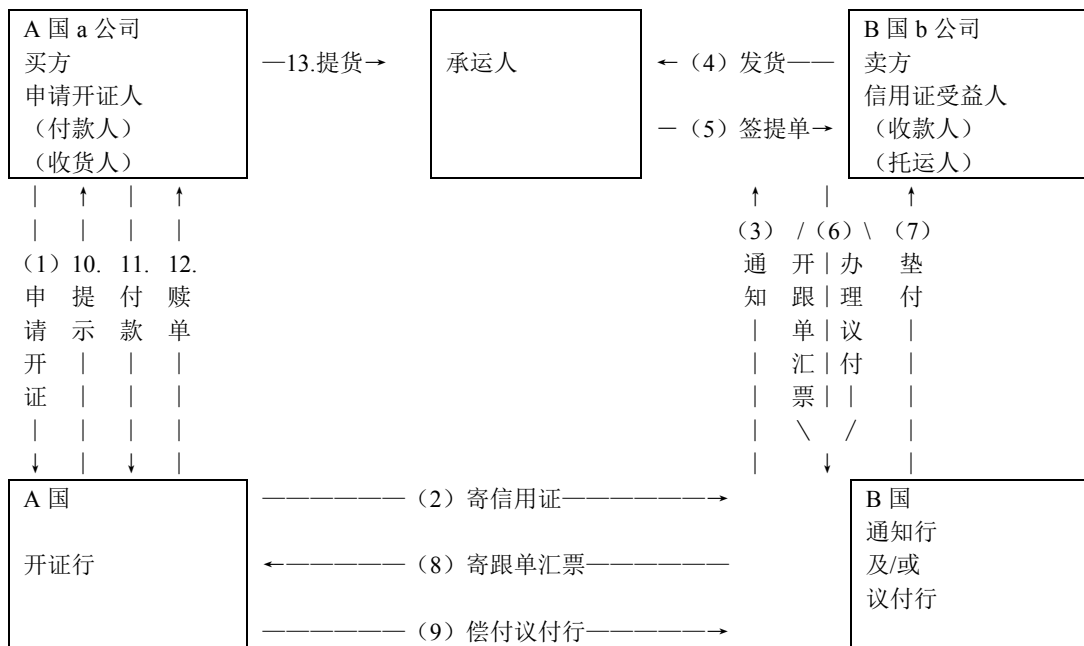 A 国 a 公司
买方
申请开证人
（付款人）
（收货人）
—13.提货→
承运人
←（4）发货——
—（5）签提单→
B 国 b 公司
卖方
信用证受益人
（收款人）
（托运人）
（1）申请开证
10.提示
11.付款
12.赎单
（3）通知
（6）开跟单汇票 办理议付
（7）垫付
A 国
开证行
—————（2）寄信用证—————→
←————（8）寄跟单汇票—————
—————（9）偿付议付行————→
B 国
通知行
及/或
议付行